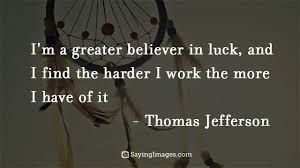 I'm a greater believer in luck, and
I find the harder I work the more
I have of it
- Thomas Jefferson
SayingImages.com